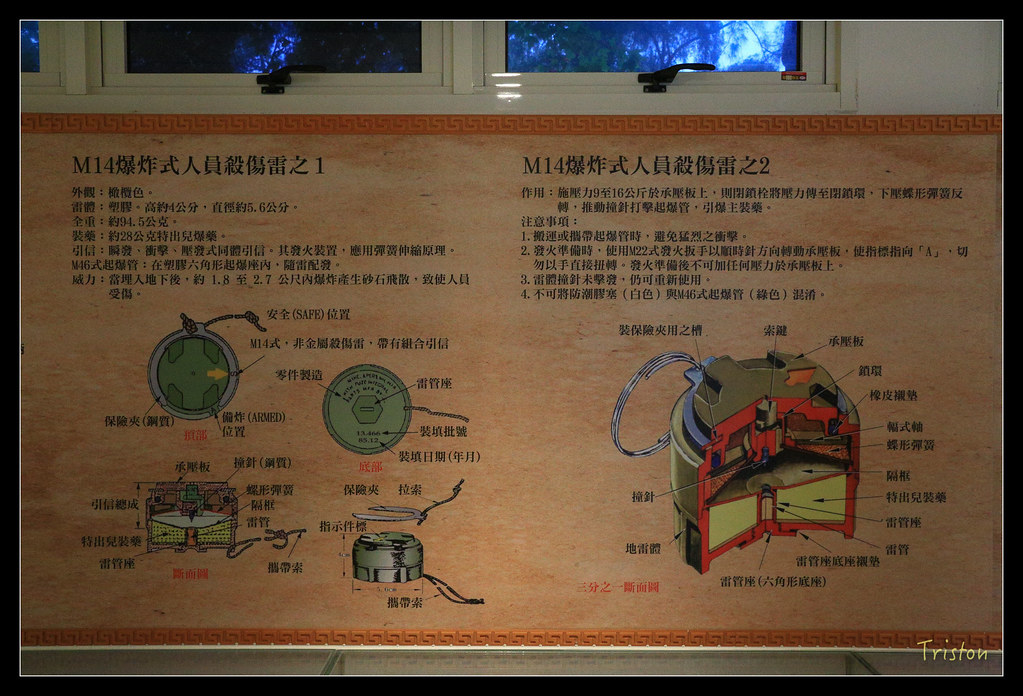 M14爆炸式人員殺傷雷之1
外觀：橄欖色。
雷體：塑膠。高約4公分，直徑約5.6公分。
全重：約94.5公克。
裝藥：約28公克特出兒爆藥。
引信：瞬發、衝擊、壓發式同體引信。其發火裝置，應用彈簧伸縮原理。
M46式起爆管：在塑膠六角形起爆座內，隨雷配發。
威力：當埋入地下後，約 1.8 至 2.7 公尺內爆炸產生砂石飛散，致使人員
受傷。
安全(SAFE)位置
M14式，非金屬殺傷雷，帶有組合引信
零件製造
雷管座
保險夾(鋼質)
備炸(ARMED)
位置
頂部
裝填批號
13.466
65.12
裝填日期(年月)
底部
承壓板
撞針(鋼質)
引信總成
蝶形彈簧
隔框
雷管
特出兒裝藥
雷管座
攜帶索
斷面圖
保險夾
拉索
指示件標
5.6cm
攜帶索
M14爆炸式人員殺傷雷之2
作用：施壓力9至16公斤於承壓板上，則閉鎖栓將壓力傳至閉鎖環，下壓蝶形彈簧反
轉，推動撞針打擊起爆管，引爆主裝藥。
注意事項：
1.搬運或攜帶起爆管時，避免猛烈之衝擊。
2.發火準備時，使用M22式發火扳手以順時針方向轉動承壓板，使指標指向「A」，切
勿以手直接扭轉。發火準備後不可加任何壓力於承壓板上。
3.雷體撞針未擊發，仍可重新使用。
4.不可將防潮膠塞（白色）與M46式起爆管（綠色）混淆。
裝保險夾用之槽
索鍵
承壓板
鎖環
橡皮襯墊
輻式軸
蝶形彈簧
隔框
特出兒裝藥
雷管座
雷管
撞針
地雷體
雷管座底座襯墊
雷管座(六角形底座)
三分之一斷面圖
Triston